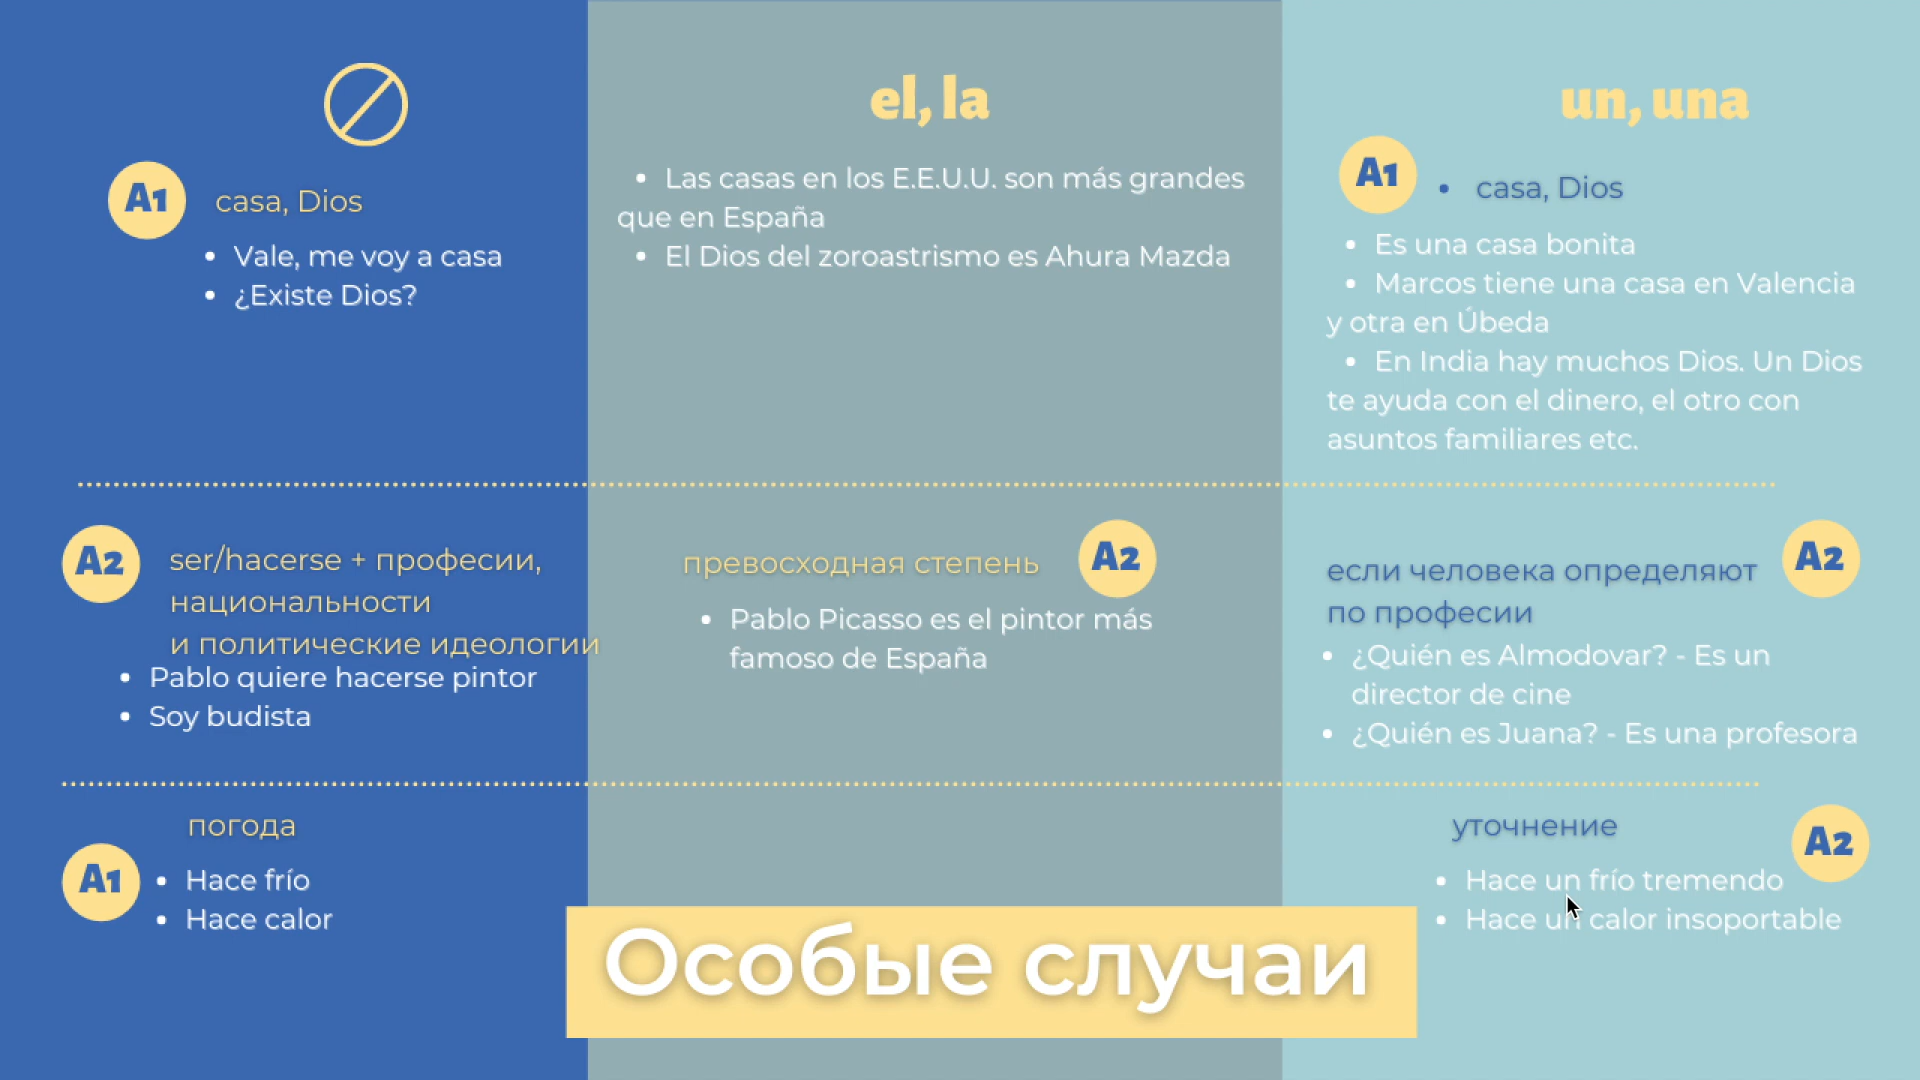 el, la
un, una
A1
casa, Dios
• Vale, me voy a casa
• ¿Existe Dios?
• Las casas en los E.E.U.U. son más grandes
que en España
• El Dios del zoroastrismo es Ahura Mazda
A1
• casa, Dios
• Es una casa bonita
• Marcos tiene una casa en Valencia
y otra en Úbeda
• En India hay muchos Dios. Un Dios
te ayuda con el dinero, el otro con
asuntos familiares etc.
A2
ser/hacerse + професии,
национальности
и политические идеологии
• Pablo quiere hacerse pintor
• Soy budista
превосходная степень
A2
• Pablo Picasso es el pintor más
famoso de España
если человека определяют
по професии
A2
• ¿Quién es Almodovar? - Es un
director de cine
• ¿Quién es Juana? - Es una profesora
погода
A1
• Hace frío
• Hace calor
уточнение
A2
• Hace un frío tremendo
• Hace un calor insoportable
Особые случаи